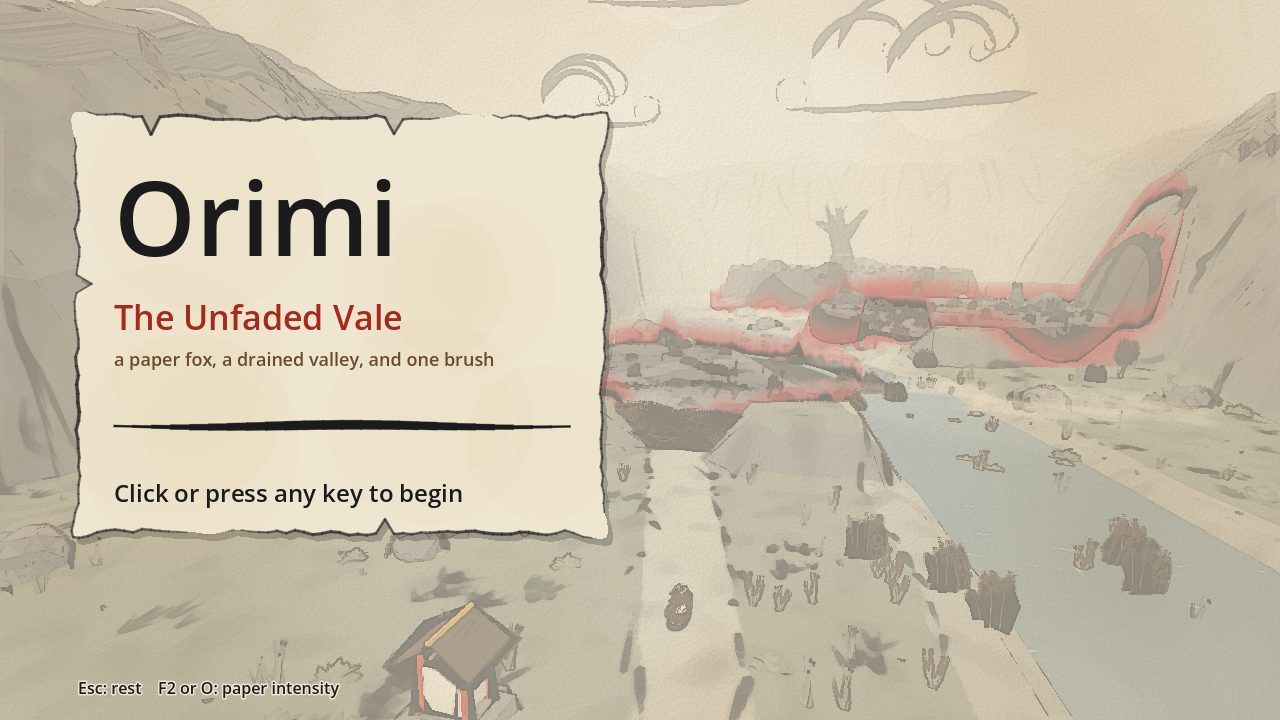 Orimi
The Unfaded Vale
a paper fox, a drained valley, and one brush
Click or press any key to begin
Esc: rest F2 or O: paper intensity